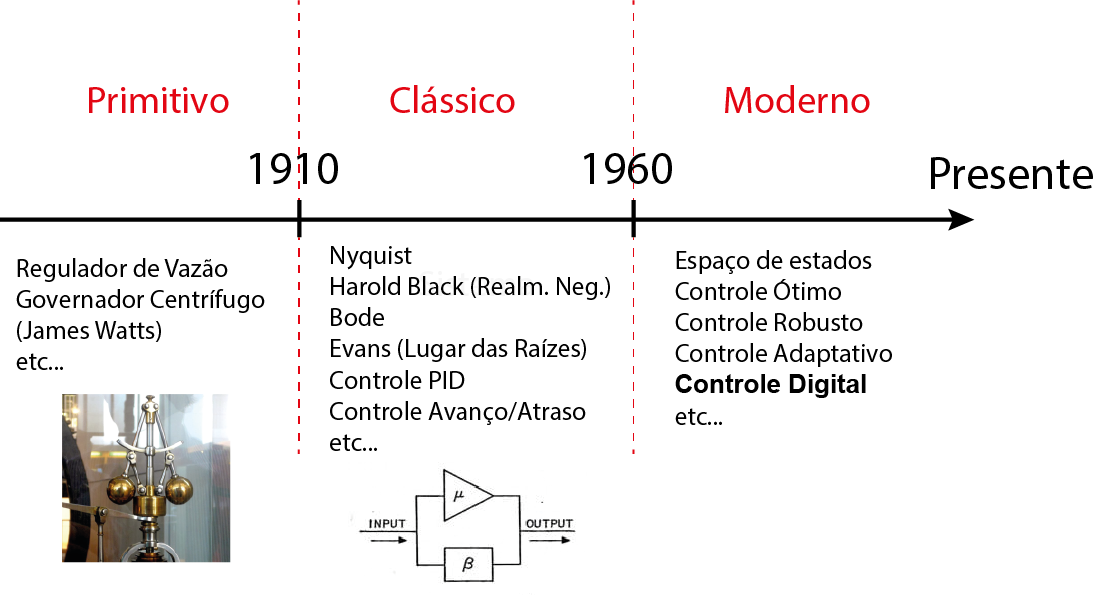 Primitivo
Clássico
Moderno
1910
1960
Presente
Regulador de Vazão
Governador Centrífugo
(James Watts)
etc...
Nyquist
Harold Black (Realm. Neg.)
Bode
Evans (Lugar das Raízes)
Controle PID
Controle Avanço/Atraso
etc...
Espaço de estados
Controle Ótimo
Controle Robusto
Controle Adaptativo
Controle Digital
etc...
μ
INPUT
OUTPUT
β